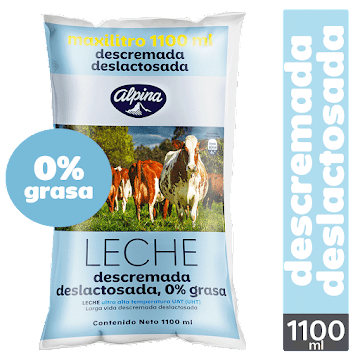 maxilitro 1100 ml
descremada
deslactosada
alpina
0%
grasa
LECHE
descremada
deslactosada, 0% grasa
LECHE ultra alta temperatura UAT (UHT)
Larga vida descremada deslactosada
Contenido Neto 1100 ml
descremada
deslactosada
1100
ml